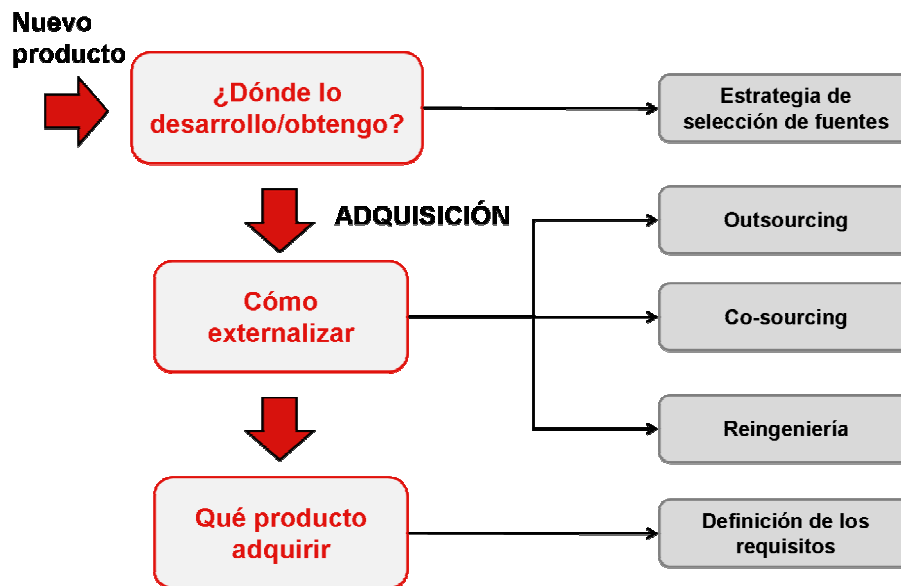 Nuevo
producto
¿Dónde lo
desarrollo/obtengo?
Estrategia de
selección de fuentes
ADQUISICIÓN
Outsourcing
Cómo
externalizar
Co-sourcing
Reingeniería
Qué producto
adquirir
Definición de los
requisitos